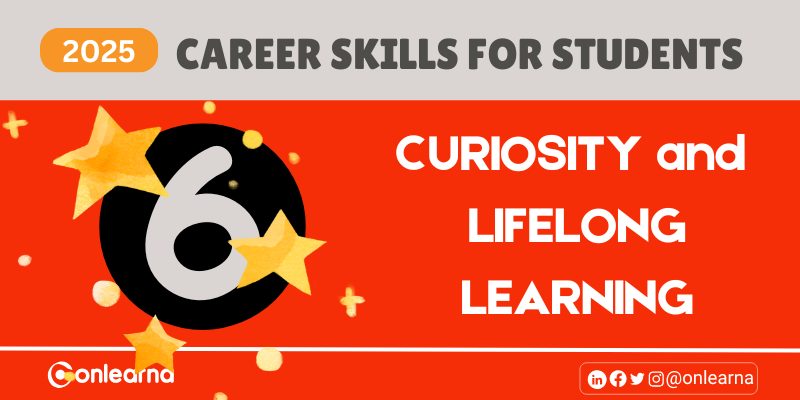 2025 CAREER SKILLS FOR STUDENTS
6
CURIOSITY and
LIFELONG
LEARNING
onlearna
@onlearna